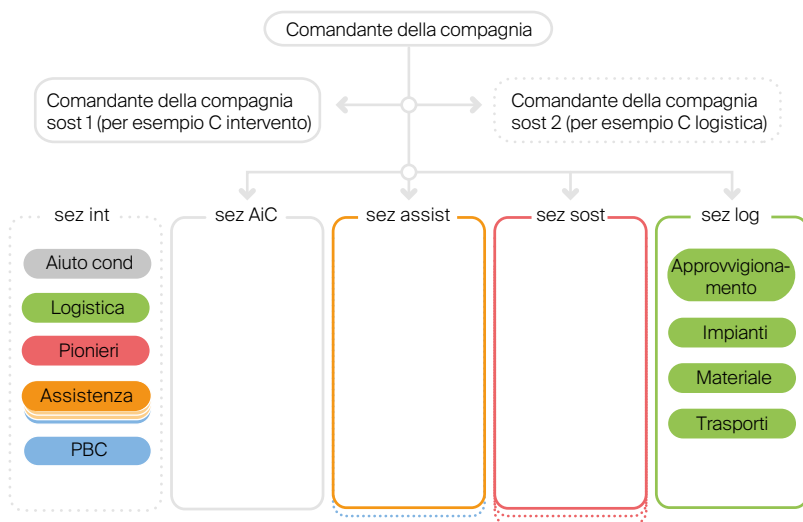 Comandante della compagnia
Comandante della compagnia
sost 1 (per esempio C intervento)
Comandante della compagnia
sost 2 (per esempio C logistica)
sez int
sez AiC
sez assist
sez sost
sez log
Aiuto cond
Logistica
Pionieri
Assistenza
PBC
Approvvigiona-
mento
Impianti
Materiale
Trasporti